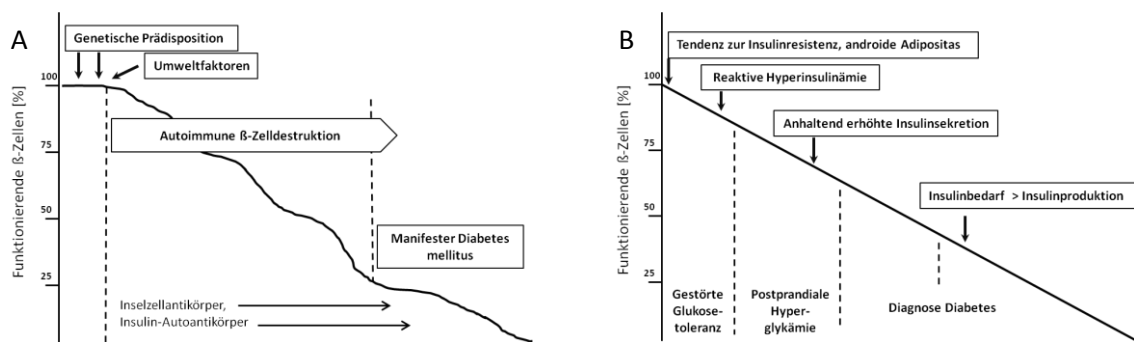 A
Genetische Prädisposition
Umweltfaktoren
100
Autoimmune ß-Zelldestruktion
75
50
Manifester Diabetes
mellitus
25
Inselzellantikörper,
Insulin-Autoantikörper
Funktionierende ß-Zellen [%]
B
Tendenz zur Insulinresistenz, androide Adipositas
100
Reaktive Hyperinsulinämie
Anhaltend erhöhte Insulinsekretion
75
Insulinbedarf > Insulinproduktion
50
25
Gestörte
Glukose-
toleranz
Postprandiale
Hyper-
glykämie
Diagnose Diabetes
Funktionierende ß-Zellen [%]